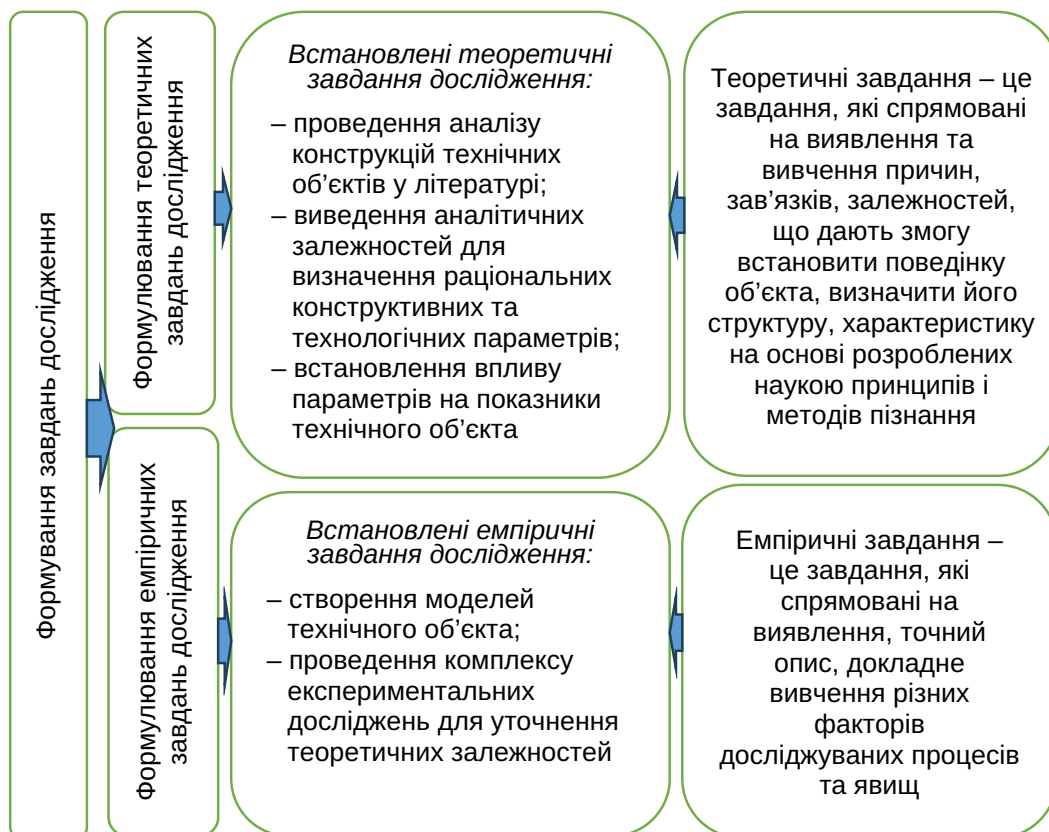 Формування завдань дослідження
Формулювання теоретичних
завдань дослідження
Встановлені теоретичні
завдання дослідження:
– проведення аналізу
конструкцій технічних
об’єктів у літературі;
– виведення аналітичних
залежностей для
визначення раціональних
конструктивних та
технологічних параметрів;
– встановлення впливу
параметрів на показники
технічного об’єкта
Теоретичні завдання – це
завдання, які спрямовані
на виявлення та
вивчення причин,
зав’язків, залежностей,
що дають змогу
встановити поведінку
об’єкта, визначити його
структуру, характеристику
на основі розроблених
наукою принципів і
методів пізнання
Формулювання емпіричних
завдань дослідження
Встановлені емпіричні
завдання дослідження:
– створення моделей
технічного об’єкта;
– проведення комплексу
експериментальних
досліджень для уточнення
теоретичних залежностей
Емпіричні завдання –
це завдання, які
спрямовані на
виявлення, точний
опис, докладне
вивчення різних
факторів
досліджуваних процесів
та явищ